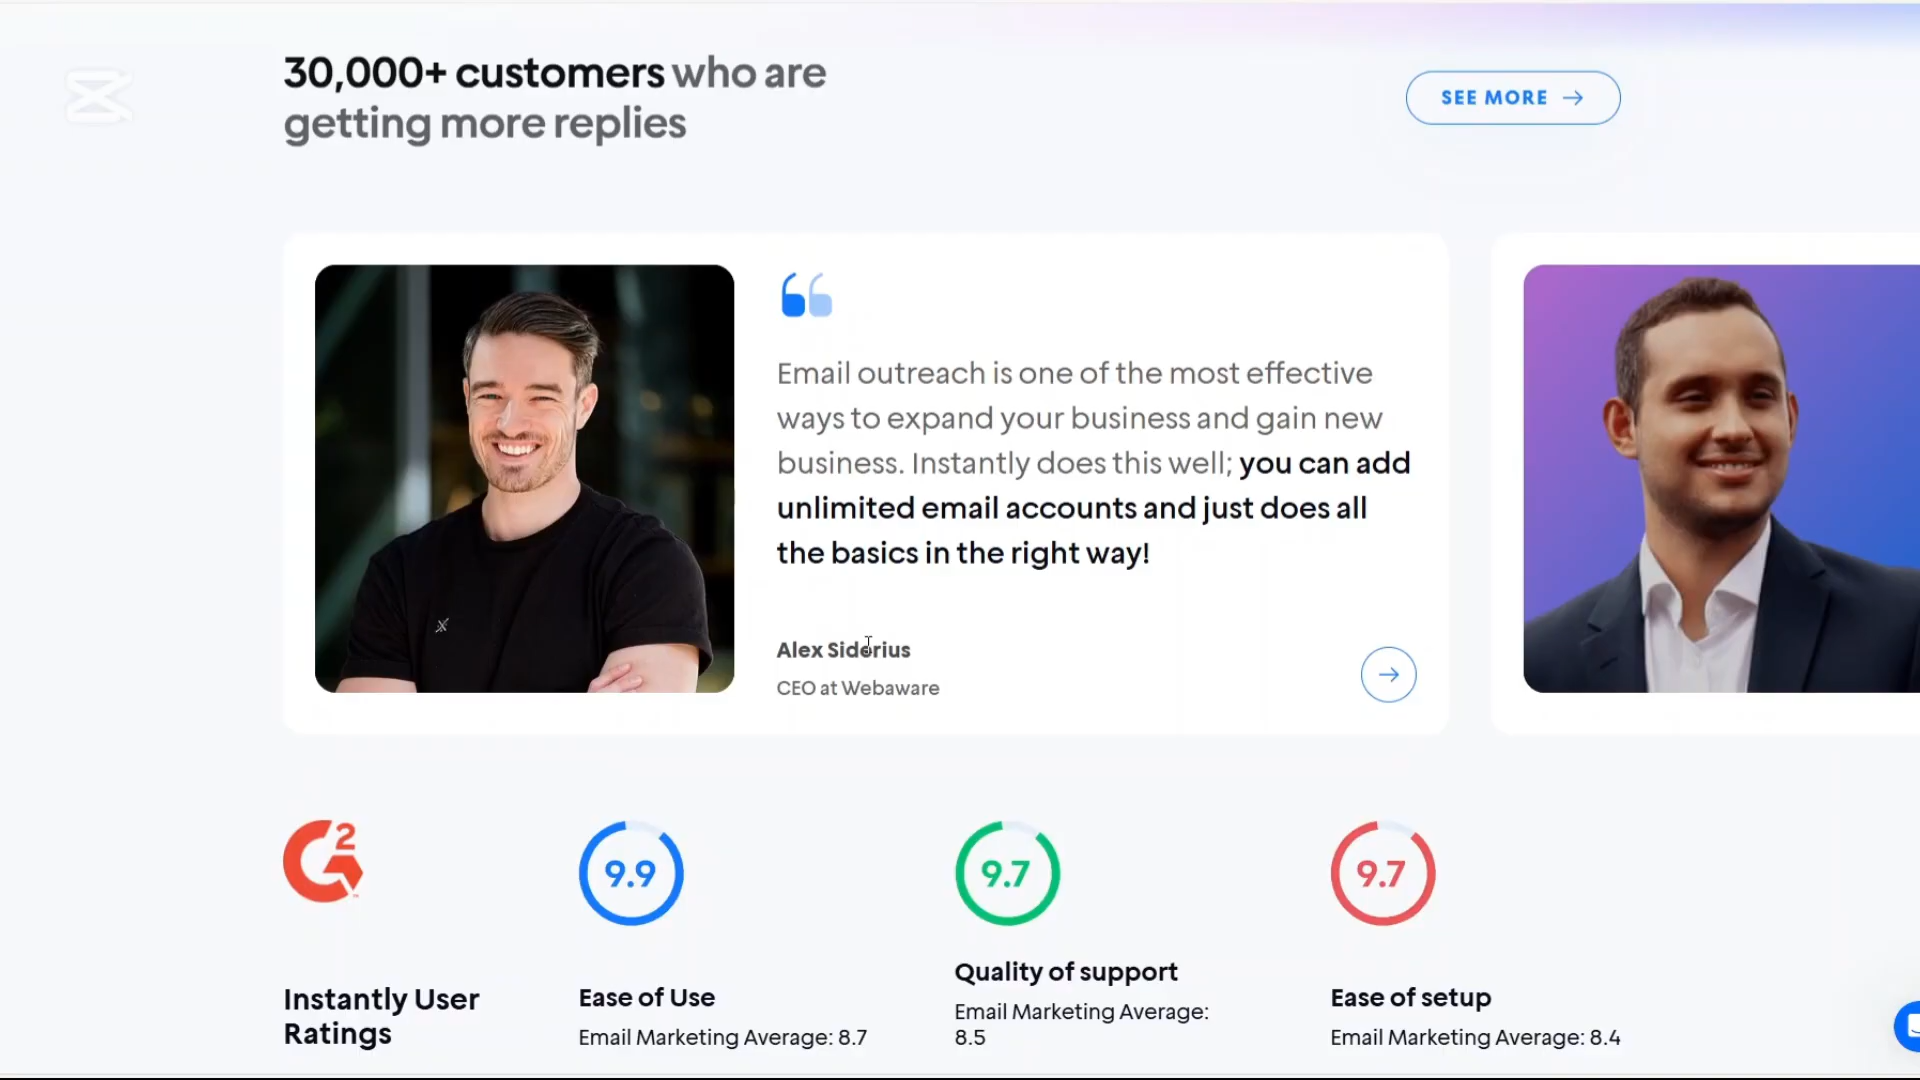 30,000+ customers who are
getting more replies
SEE MORE
Email outreach is one of the most effective
ways to expand your business and gain new
business. Instantly does this well; you can add
unlimited email accounts and just does all
the basics in the right way!
Alex Siderius
CEO at Webaware
G2
9.9
9.7
9.7
Instantly User
Ratings
Ease of Use
Email Marketing Average: 8.7
Quality of support
Email Marketing Average:
8.5
Ease of setup
Email Marketing Average: 8.4